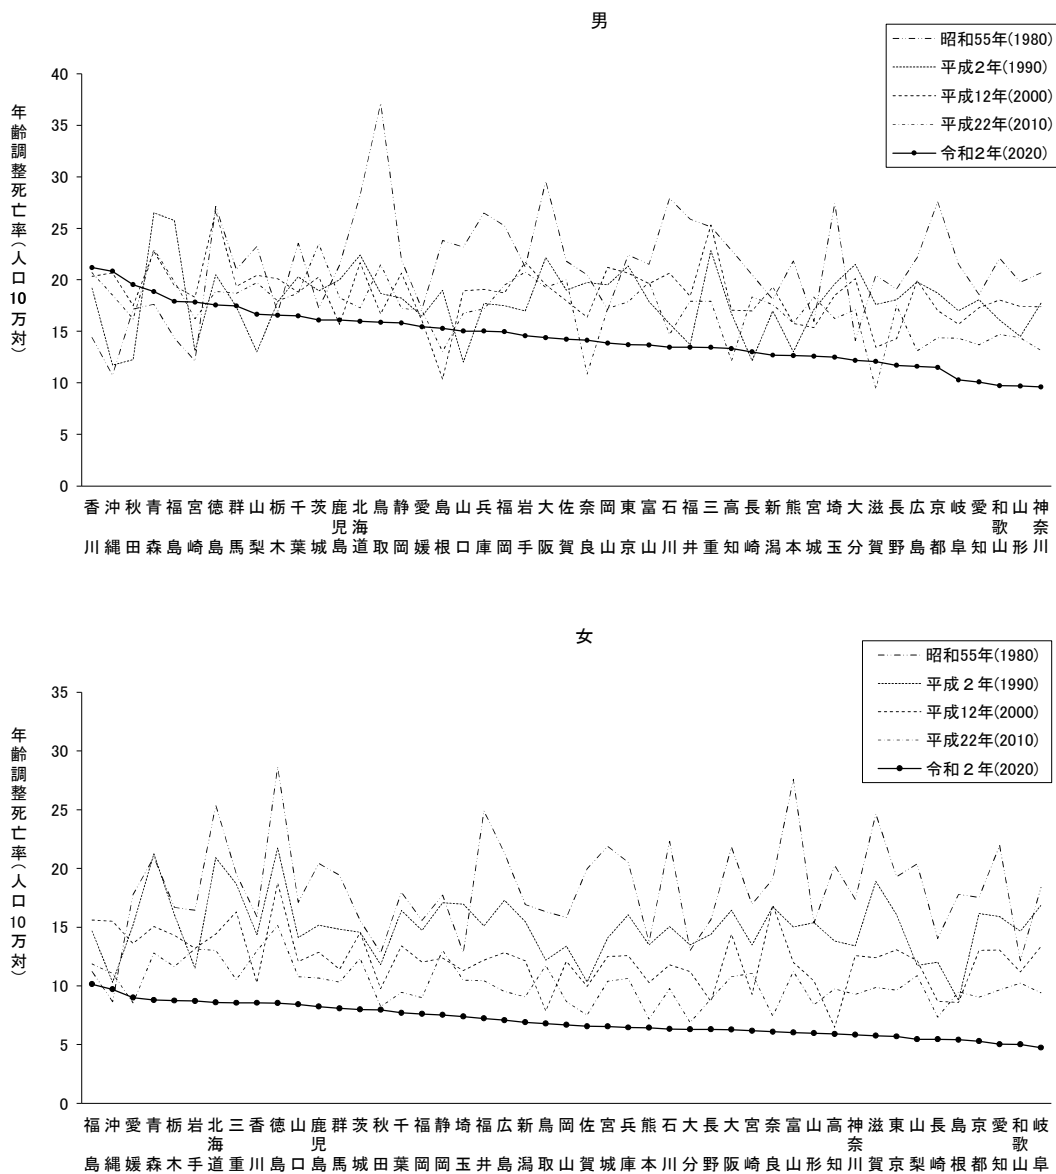 男
昭和55年(1980)
平成２年(1990)
平成12年(2000)
平成22年(2010)
令和２年(2020)
年齢調整死亡率(人口10万対)
40
35
30
25
20
15
10
5
0
香川 沖縄 秋田 青森 福島 宮崎 徳島 群馬 山梨 栃木 千葉 茨城 鹿児島 北海道 鳥取 静岡 愛媛 島根 山口 兵庫 福岡 岩手 大阪 佐賀 奈良 岡山 東京 富山 石川 福井 三重 高知 長崎 新潟 熊本 宮城 埼玉 大分 滋賀 長野 広島 京都 岐阜 愛知 和歌山 山形 神奈川
女
昭和55年(1980)
平成２年(1990)
平成12年(2000)
平成22年(2010)
令和２年(2020)
年齢調整死亡率(人口10万対)
35
30
25
20
15
10
5
0
福島 沖縄 愛媛 青森 栃木 岩手 北海道 三重 香川 徳島 山口 鹿児島 群馬 茨城 秋田 千葉 福岡 静岡 埼玉 福井 広島 新潟 鳥取 岡山 佐賀 宮城 兵庫 熊本 石川 大分 長野 大阪 宮崎 奈良 富山 山形 高知 神奈川 滋賀 東京 山梨 長崎 島根 京都 愛知 和歌山 岐阜